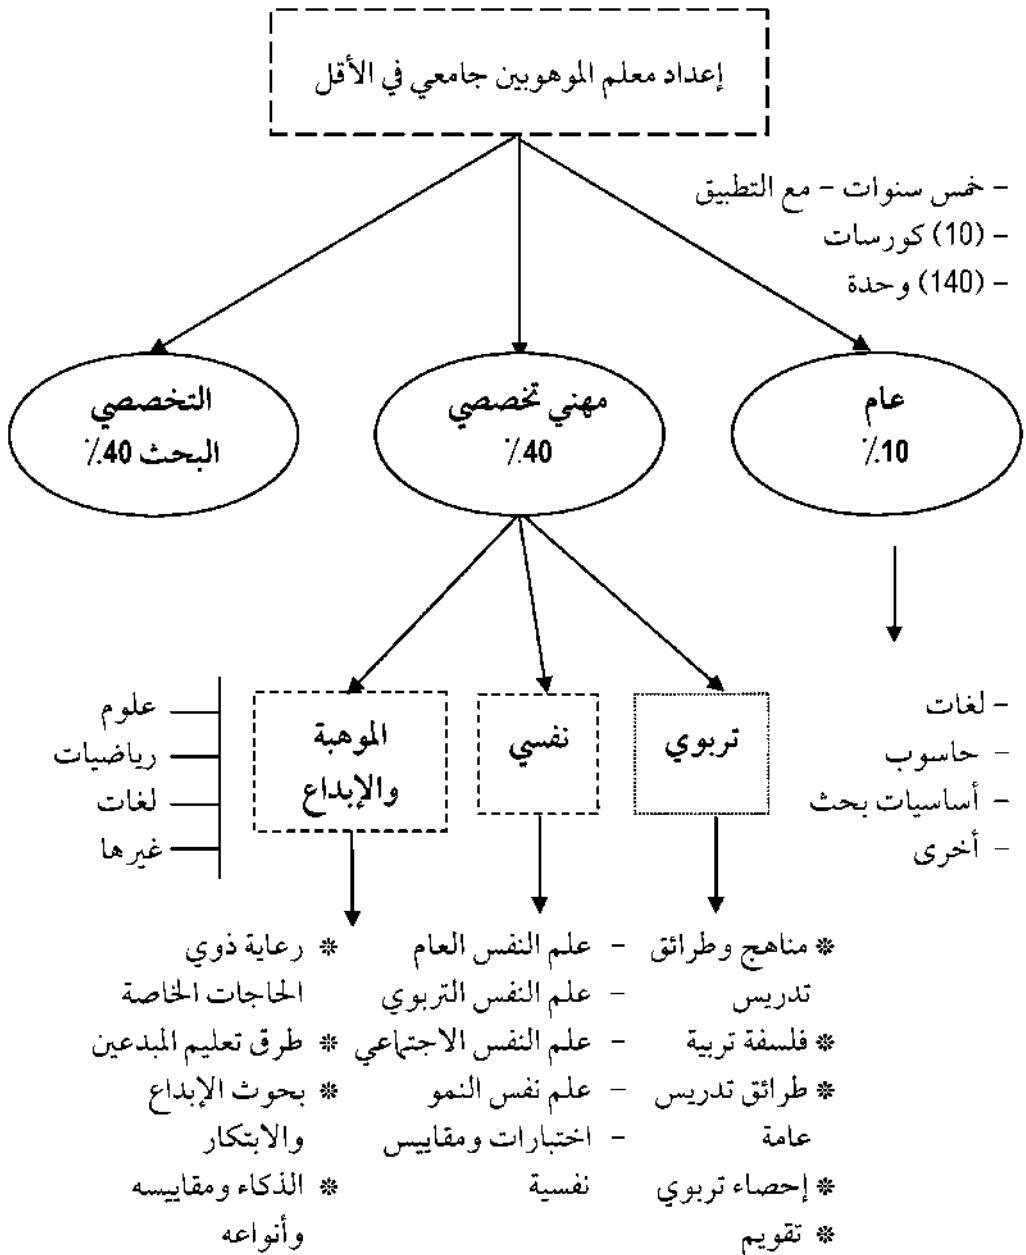 إعداد معلم الموهوبين جامعي في الأقل
– خمس سنوات – مع التطبيق
– (10) كورسات
– (140) وحدة
عام
10٪
مهني تخصصي
40٪
التخصصي
البحث 40٪
– لغات
– حاسوب
– أساسيات بحث
– أخرى
تربوي
نفسي
الموهبة
والإبداع
علوم
رياضيات
لغات
غيرها
* مناهج وطرائق
تدريس
* فلسفة تربية
* طرائق تدريس
عامة
* إحصاء تربوي
* تقويم
– علم النفس العام
– علم النفس التربوي
– علم النفس الاجتماعي
– علم نفس النمو
– اختبارات ومقاييس
نفسية
* رعاية ذوي
الحاجات الخاصة
* طرق تعليم المبدعين
* بحوث الإبداع
والابتكار
* الذكاء ومقاييسه
وأنواعه